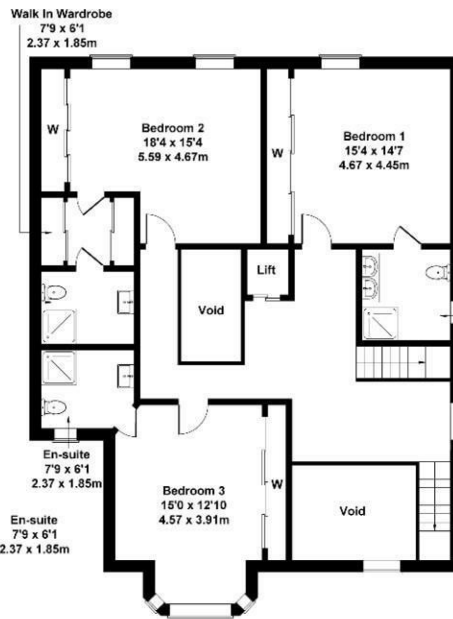 Walk In Wardrobe
7'9 x 6'1
2.37 x 1.85m
W
Bedroom 2
18'4 x 15'4
5.59 x 4.67m
W
Bedroom 1
15'4 x 14'7
4.67 x 4.45m
Void
Lift
En-suite
7'9 x 6'1
2.37 x 1.85m
Bedroom 3
15'0 x 12'10
4.57 x 3.91m
W
Void
En-suite
7'9 x 6'1
2.37 x 1.85m